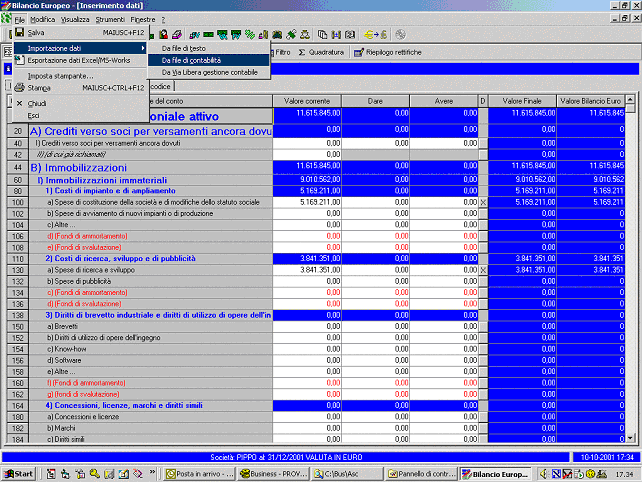 Bilancio Europeo - [Inserimento dati]
File Modifica Visualizza Strumenti Finestre ?
Salva MAIUSC+F12
Importazione dati
Esportazione dati Excel/MS-Works
Imposta stampante...
Stampa MAIUSC+CTRL+F12
Chiudi
Esci
Da file di testo
Da file di contabilità
Da Via Libera gestione contabile
Filtro Σ Quadratura Riepilogo rettifiche
codice
e del conto Valore corrente Dare Avere D Valore Finale Valore Bilancio Euro
oniale attivo 11.615.845,00 0,00 0,00 11.615.845,00 11.615.845
20 A) Crediti verso soci per versamenti ancora dovu 0,00 0,00 0,00 0,00 0
40 I) Crediti verso soci per versamenti ancora dovuti 0,00 0,00 0,00 0,00 0
42 II) (di cui già richiamati) 0,00 0,00 0
44 B) Immobilizzazioni 11.615.845,00 0,00 0,00 11.615.845,00 11.615.845
60 I) Immobilizzazioni immateriali 9.010.562,00 0,00 0,00 9.010.562,00 9.010.562
80 1) Costi di impianto e di ampliamento 5.169.211,00 0,00 0,00 5.169.211,00 5.169.211
100 a) Spese di costituzione della società e di modifiche dello statuto sociale 5.169.211,00 0,00 0,00 X 5.169.211,00 5.169.211
102 b) Spese di avviamento di nuovi impianti o di produzione 0,00 0,00 0,00 0,00 0
104 c) Altre ... 0,00 0,00 0,00 0,00 0
106 d) (Fondi di ammortamento) 0,00 0,00 0,00 0,00 0
108 e) (Fondi di svalutazione) 0,00 0,00 0,00 0,00 0
110 2) Costi di ricerca, sviluppo e di pubblicità 3.841.351,00 0,00 0,00 3.841.351,00 3.841.351
130 a) Spese di ricerca e sviluppo 3.841.351,00 0,00 0,00 X 3.841.351,00 3.841.351
132 b) Spese di pubblicità 0,00 0,00 0,00 0,00 0
134 c) (Fondi di ammortamento) 0,00 0,00 0,00 0,00 0
136 d) (Fondi di svalutazione) 0,00 0,00 0,00 0,00 0
138 3) Diritti di brevetto industriale e diritti di utilizzo di opere dell'in 0,00 0,00 0,00 0,00 0
150 a) Brevetti 0,00 0,00 0,00 0,00 0
152 b) Diritti di utilizzo di opere dell'ingegno 0,00 0,00 0,00 0,00 0
154 c) Know-how 0,00 0,00 0,00 0,00 0
156 d) Software 0,00 0,00 0,00 0,00 0
158 e) Altre ... 0,00 0,00 0,00 0,00 0
160 f) (Fondi di ammortamento) 0,00 0,00 0,00 0,00 0
162 g) (Fondi di svalutazione) 0,00 0,00 0,00 0,00 0
164 4) Concessioni, licenze, marchi e diritti simili 0,00 0,00 0,00 0,00 0
180 a) Concessioni e licenze 0,00 0,00 0,00 0,00 0
182 b) Marchi 0,00 0,00 0,00 0,00 0
184 c) Diritti simili 0,00 0,00 0,00 0,00 0
Società: PIPPO al: 31/12/2001 VALUTA IN EURO 10-10-2001 17:34
Start Posta in arrivo - ... Business - PROV... C:\Bus\Asc Pannello di contr... Bilancio Europ... 17.34